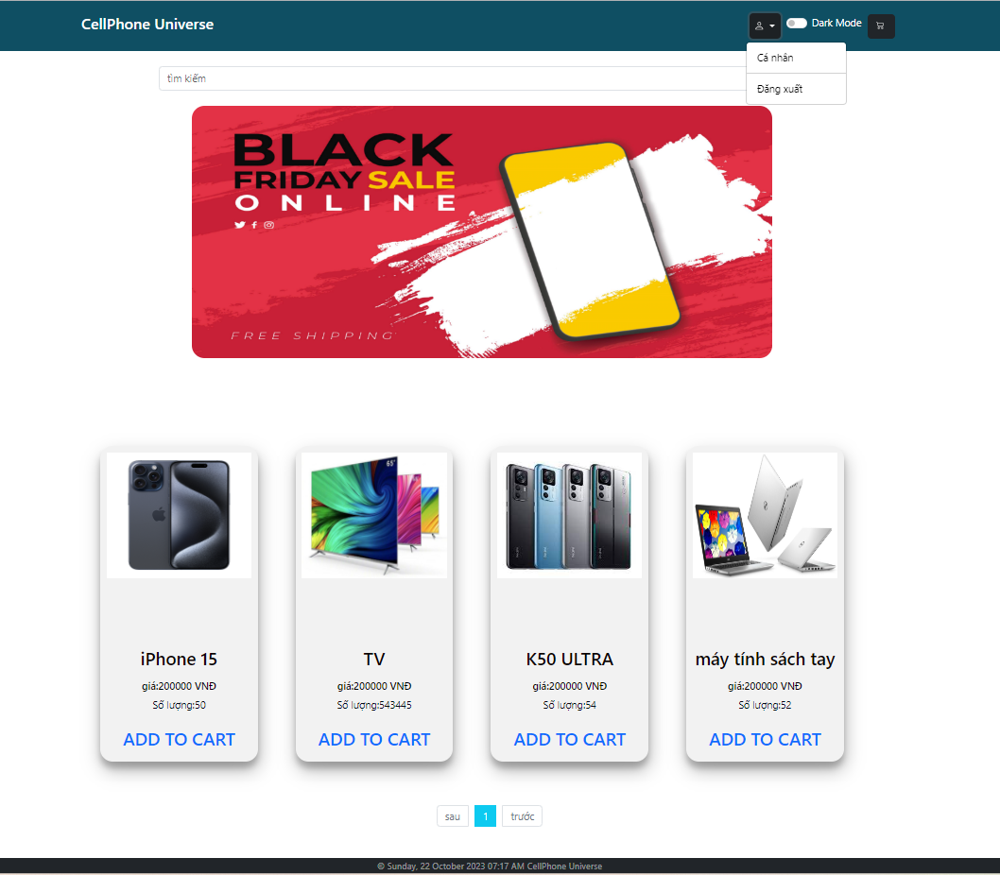 CellPhone Universe
Dark Mode
Cá nhân
Đăng xuất
tìm kiếm
BLACK
FRIDAY SALE
ONLINE
FREE SHIPPING
65"
iPhone 15
giá:200000 VNĐ
Số lượng:50
ADD TO CART
TV
giá:200000 VNĐ
Số lượng:543445
ADD TO CART
K50 ULTRA
giá:200000 VNĐ
Số lượng:54
ADD TO CART
máy tính sách tay
giá:200000 VNĐ
Số lượng:52
ADD TO CART
sau 1 trước
© Sunday, 22 October 2023 07:17 AM CellPhone Universe